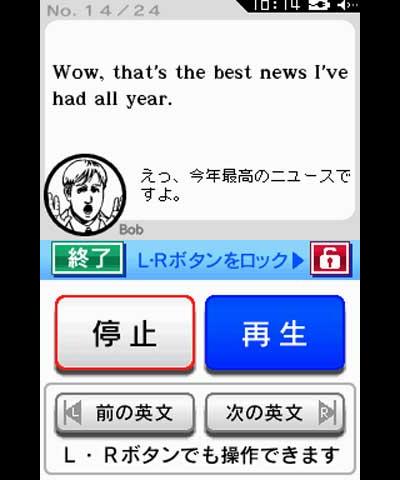 No. 14/24
10:14
Wow, that's the best news I've
had all year.
えっ、今年最高のニュースで
すよ。
Bob
終了
L・Rボタンをロック▶
停止
再生
L
前の英文
次の英文
R
L・Rボタンでも操作できます